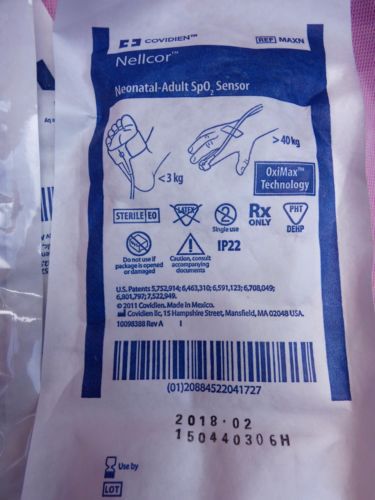 COVIDIEN™
REF MAXN
Nellcor™
Neonatal-Adult SpO₂ Sensor
<3 kg
> 40 kg
OxiMax™
Technology
STERILE EO
LATEX
2
Single use
Rx
ONLY
PHT
DEHP
Do not use if
package is opened
or damaged
Caution, consult
accompanying
documents
IP22
U.S. Patents 5,752,914; 6,463,310; 6,591,123; 6,708,049;
6,801,797; 7,522,949.
© 2011 Covidien. Made in Mexico.
Covidien llc, 15 Hampshire Street, Mansfield, MA 02048 USA.
10098388 Rev A I
(01)20884522041727
2018-02
150440306H
Use by
LOT